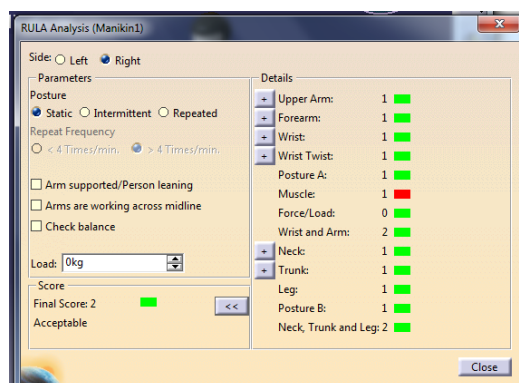 RULA Analysis (Manikin1)
Side: Left Right
Parameters
Posture
Static Intermittent Repeated
Repeat Frequency
< 4 Times/min. > 4 Times/min.
Arm supported/Person leaning
Arms are working across midline
Check balance
Load: 0kg
Score
Final Score: 2
<<
Acceptable
Details
+ Upper Arm: 1
+ Forearm: 1
+ Wrist: 1
+ Wrist Twist: 1
Posture A: 1
Muscle: 1
Force/Load: 0
Wrist and Arm: 2
+ Neck: 1
+ Trunk: 1
Leg: 1
Posture B: 1
Neck, Trunk and Leg: 2
Close